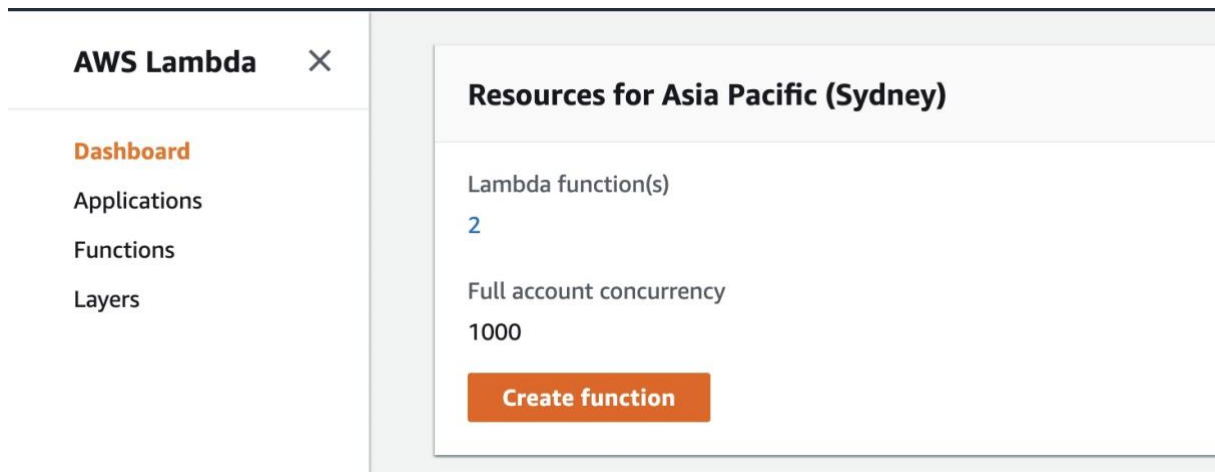 AWS Lambda
Dashboard
Applications
Functions
Layers
Resources for Asia Pacific (Sydney)
Lambda function(s)
2
Full account concurrency
1000
Create function